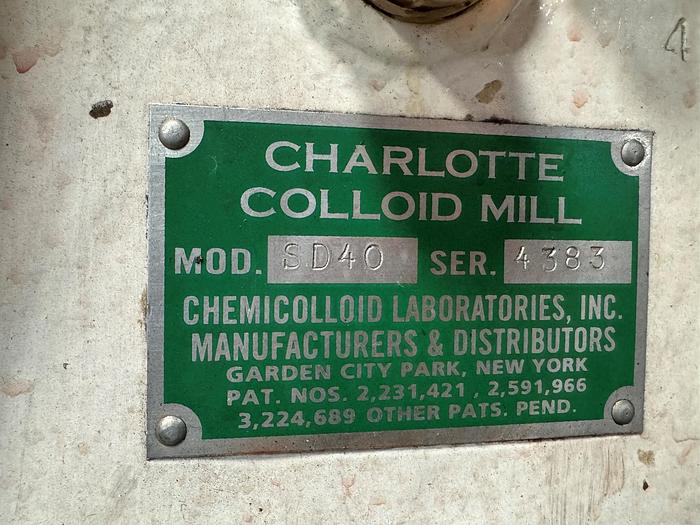 4
CHARLOTTE
COLLOID MILL
MOD. SD40 SER. 4383
CHEMICOLLOID LABORATORIES, INC.
MANUFACTURERS & DISTRIBUTORS
GARDEN CITY PARK, NEW YORK
PAT. NOS. 2,231,421 , 2,591,966
3,224,689 OTHER PATS. PEND.